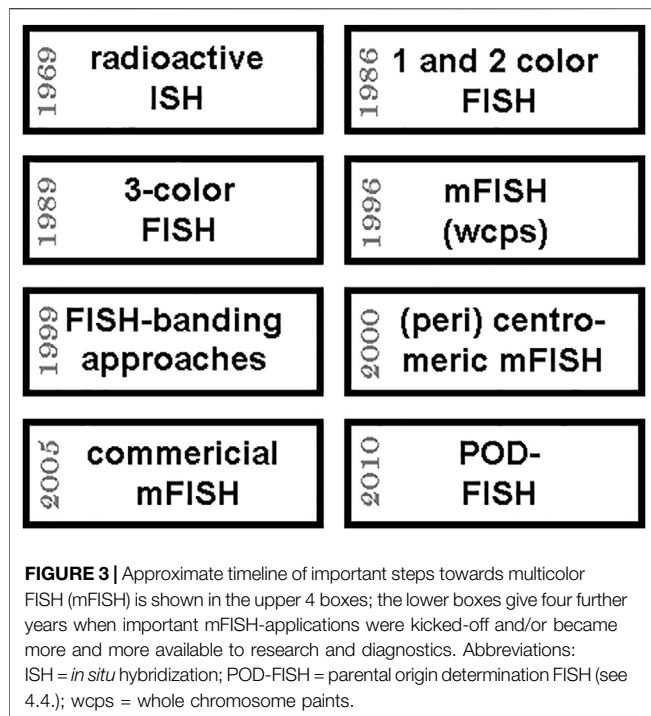 1969
radioactive
ISH
1986
1 and 2 color
FISH
1989
3-color
FISH
1996
mFISH
(wcps)
1999
FISH-banding
approaches
2000
(peri) centro-
meric mFISH
2005
commericial
mFISH
2010
POD-
FISH
FIGURE 3 | Approximate timeline of important steps towards multicolor
FISH (mFISH) is shown in the upper 4 boxes; the lower boxes give four further
years when important mFISH-applications were kicked-off and/or became
more and more available to research and diagnostics. Abbreviations:
ISH = in situ hybridization; POD-FISH = parental origin determination FISH (see
4.4.); wcps = whole chromosome paints.